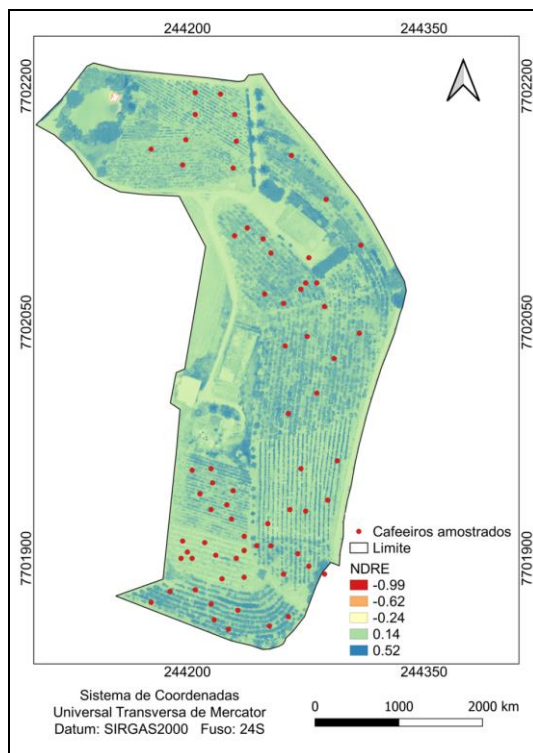 244200 244350
7702200 7702200
7702050 7702050
7701900 7701900
Cafeeiros amostrados
Limite
NDRE
-0.99
-0.62
-0.24
0.14
0.52
244200 244350
Sistema de Coordenadas
Universal Transversa de Mercator
Datum: SIRGAS2000 Fuso: 24S
0 1000 2000 km